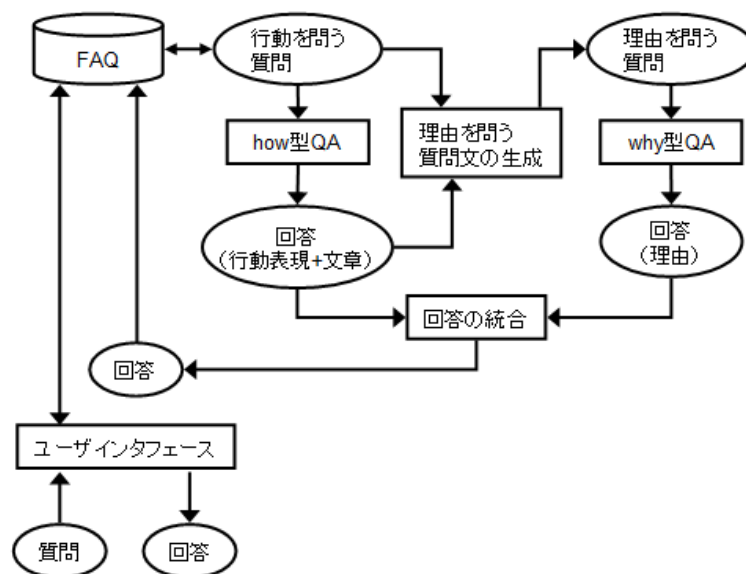 FAQ
行動を問う
質問
理由を問う
質問
how型QA
理由を問う
質問文の生成
why型QA
回答
(行動表現+文章)
回答
(理由)
回答の統合
回答
ユーザインタフェース
質問
回答